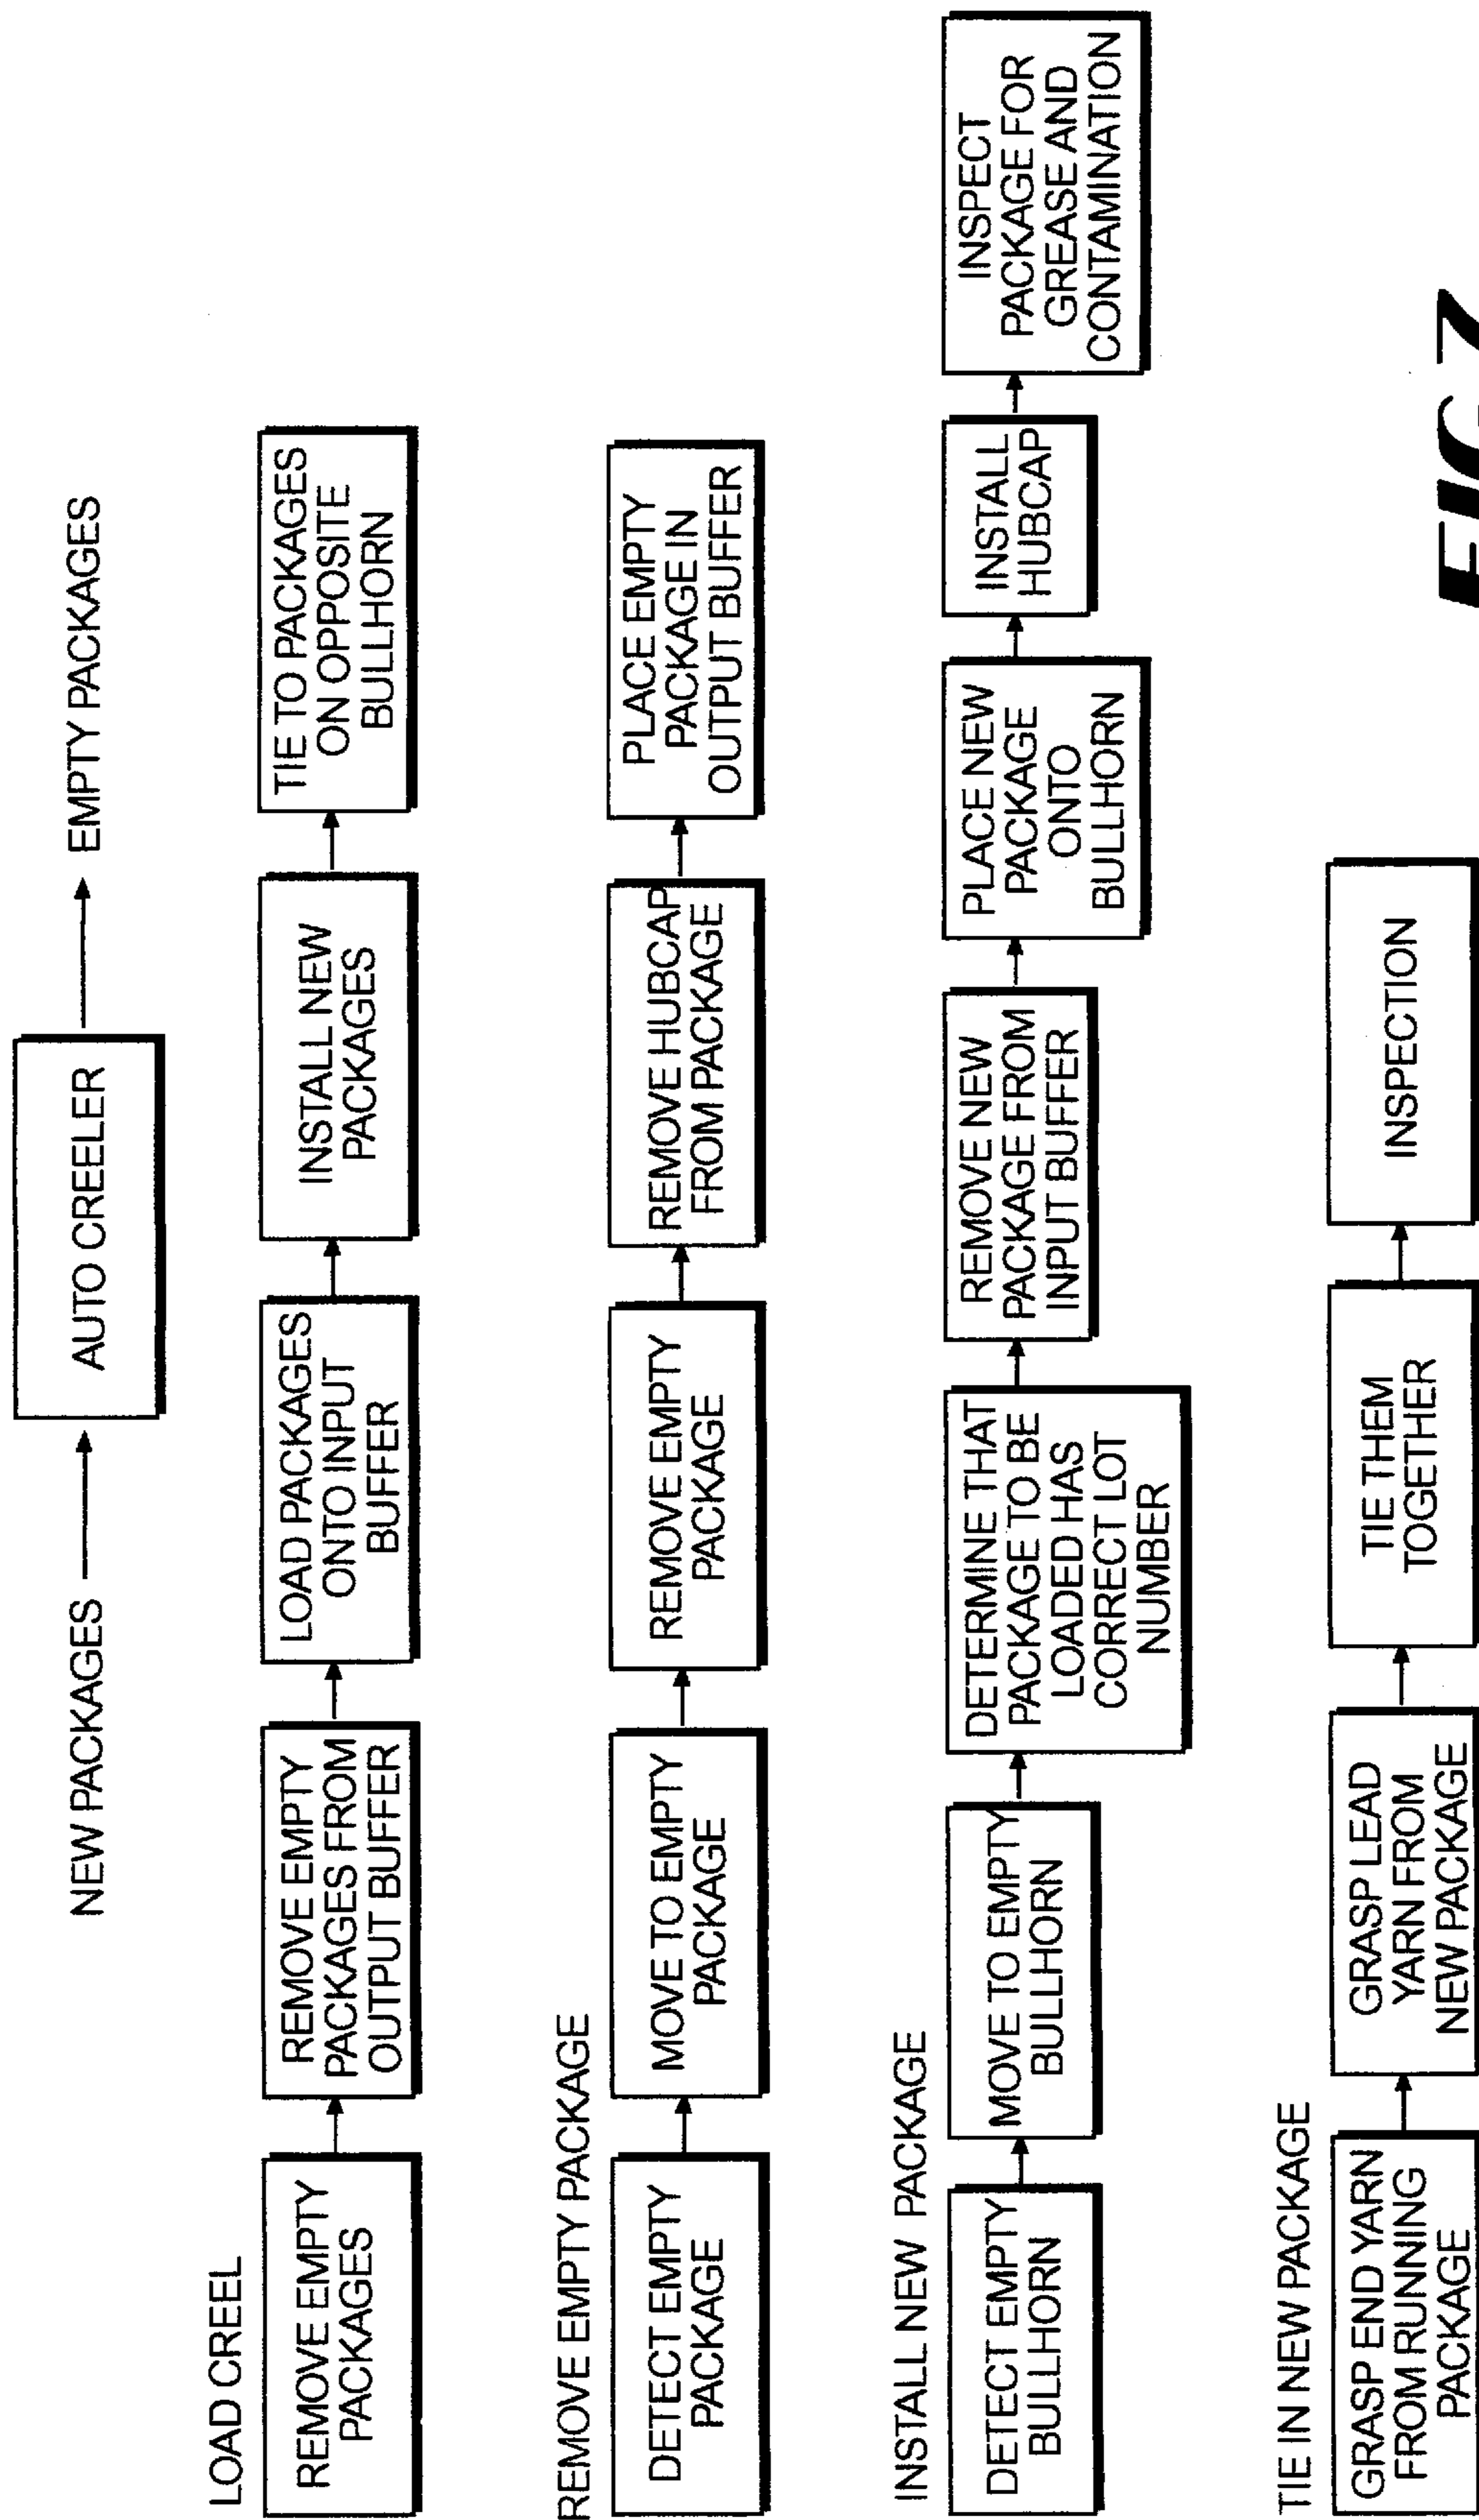 NEW PACKAGES
AUTO CREELER
EMPTY PACKAGES
LOAD CREEL
REMOVE EMPTY
PACKAGES
REMOVE EMPTY
PACKAGES FROM
OUTPUT BUFFER
LOAD PACKAGES
ONTO INPUT
BUFFER
INSTALL NEW
PACKAGES
TIE TO PACKAGES
ON OPPOSITE
BULLHORN
REMOVE EMPTY PACKAGE
DETECT EMPTY
PACKAGE
MOVE TO EMPTY
PACKAGE
REMOVE EMPTY
PACKAGE
REMOVE HUBCAP
FROM PACKAGE
PLACE EMPTY
PACKAGE IN
OUTPUT BUFFER
INSTALL NEW PACKAGE
DETECT EMPTY
BULLHORN
MOVE TO EMPTY
BULLHORN
DETERMINE THAT
PACKAGE TO BE
LOADED HAS
CORRECT LOT
NUMBER
REMOVE NEW
PACKAGE FROM
INPUT BUFFER
PLACE NEW
PACKAGE
ONTO
BULLHORN
INSTALL
HUBCAP
INSPECT
PACKAGE FOR
GREASE AND
CONTAMINATION
TIE IN NEW PACKAGE
GRASP END YARN
FROM RUNNING
PACKAGE
GRASP LEAD
YARN FROM
NEW PACKAGE
TIE THEM
TOGETHER
INSPECTION